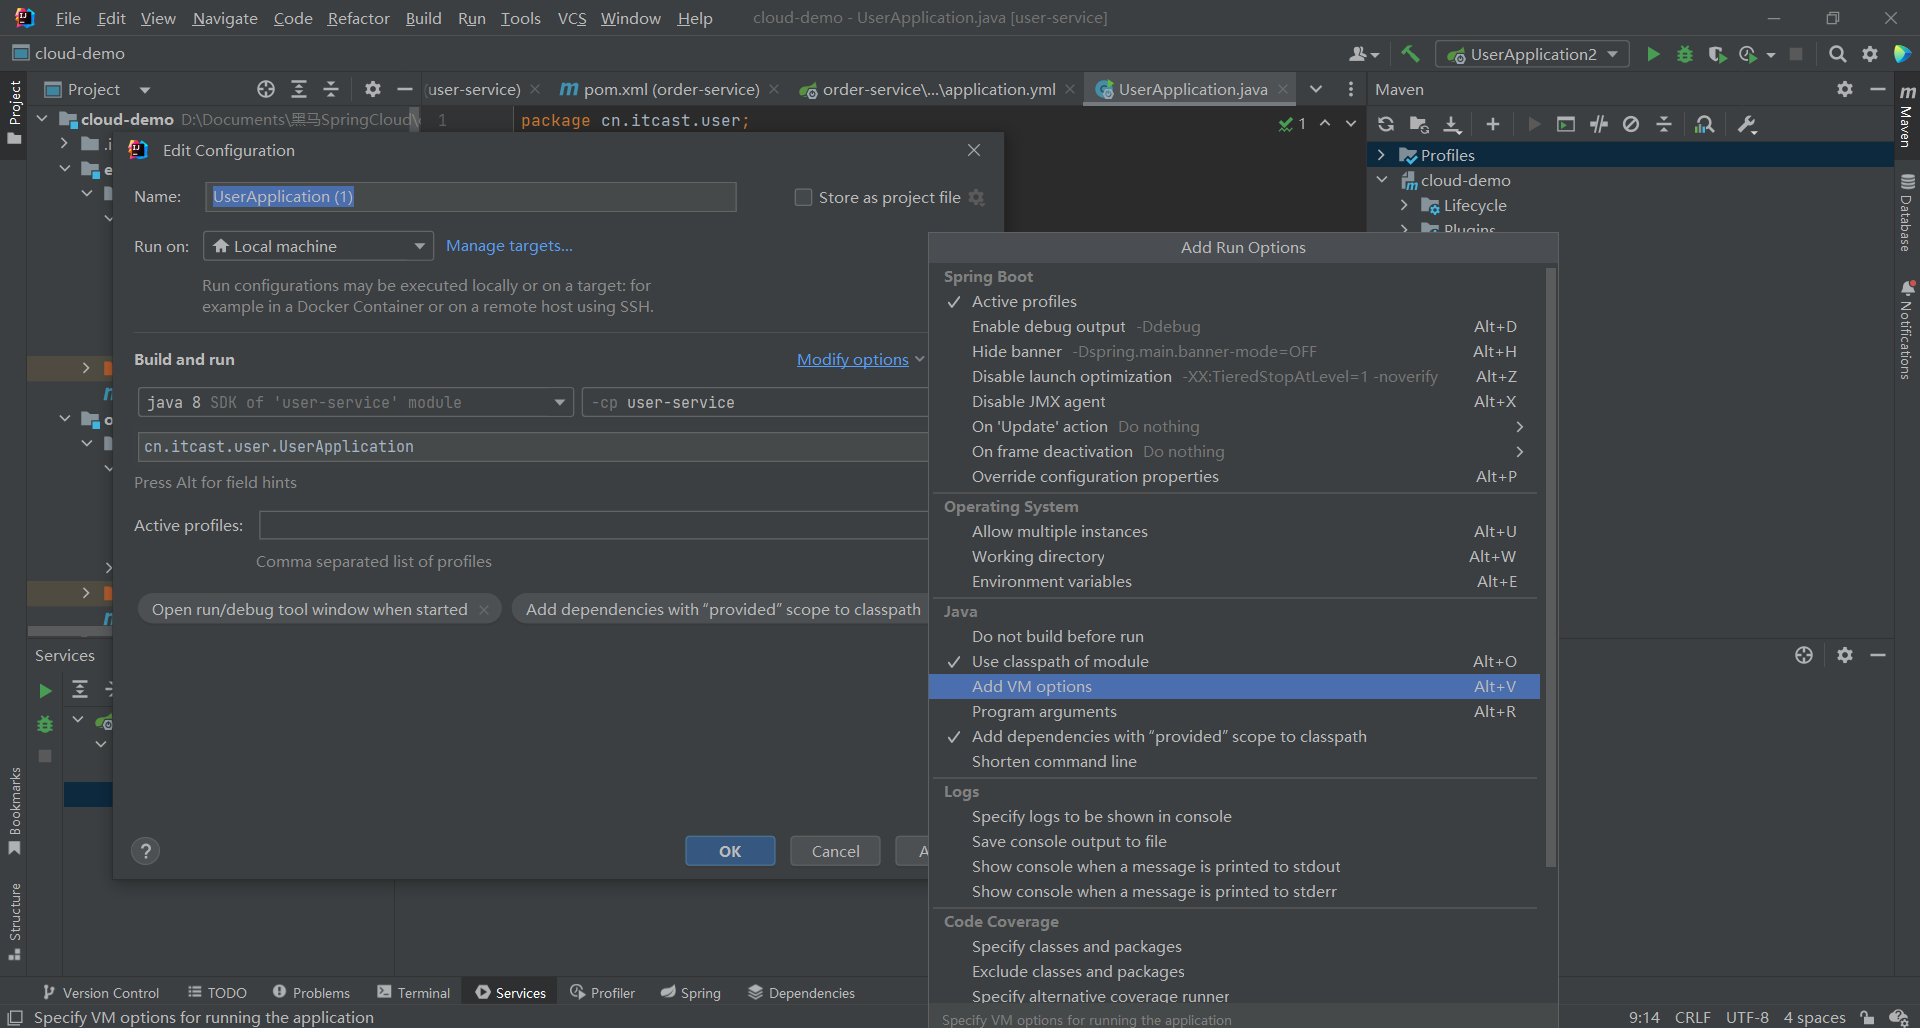 File Edit View Navigate Code Refactor Build Run Tools VCS Window Help cloud-demo - UserApplication.java [user-service]
cloud-demo
UserApplication2
Project
Project
(user-service)
pom.xml (order-service)
order-service\...\application.yml
UserApplication.java
Maven
Maven
Database
Notifications
cloud-demo D:\Documents\黑马SpringCloud\
1
package cn.itcast.user;
1
Profiles
cloud-demo
Lifecycle
Plugins
Edit Configuration
Name: UserApplication (1)
Store as project file
Run on: Local machine Manage targets...
Run configurations may be executed locally or on a target: for
example in a Docker Container or on a remote host using SSH.
Build and run
Modify options
java 8 SDK of 'user-service' module
-cp user-service
cn.itcast.user.UserApplication
Press Alt for field hints
Active profiles:
Comma separated list of profiles
Open run/debug tool window when started
Add dependencies with “provided” scope to classpath
?
OK
Cancel
A
Add Run Options
Spring Boot
Active profiles
Enable debug output -Ddebug Alt+D
Hide banner -Dspring.main.banner-mode=OFF Alt+H
Disable launch optimization -XX:TieredStopAtLevel=1 -noverify Alt+Z
Disable JMX agent Alt+X
On 'Update' action Do nothing
On frame deactivation Do nothing
Override configuration properties Alt+P
Operating System
Allow multiple instances Alt+U
Working directory Alt+W
Environment variables Alt+E
Java
Do not build before run
Use classpath of module Alt+O
Add VM options Alt+V
Program arguments Alt+R
Add dependencies with “provided” scope to classpath
Shorten command line
Logs
Specify logs to be shown in console
Save console output to file
Show console when a message is printed to stdout
Show console when a message is printed to stderr
Code Coverage
Specify classes and packages
Exclude classes and packages
Specify alternative coverage runner
Specify VM options for running the application
Services
Bookmarks
Structure
Version Control TODO Problems Terminal Services Profiler Spring Dependencies
Specify VM options for running the application
9:14 CRLF UTF-8 4 spaces